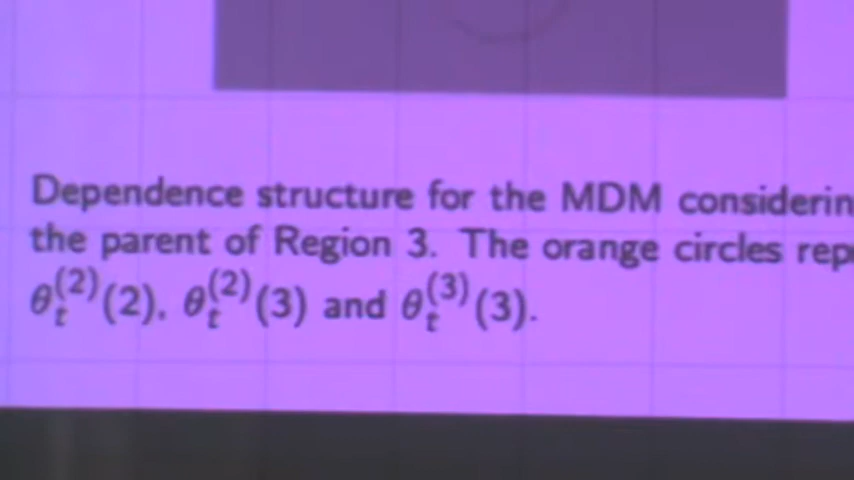 Dependence structure for the MDM considerin
the parent of Region 3. The orange circles rep
θ_t^{(2)}(2), θ_t^{(2)}(3) and θ_t^{(3)}(3).